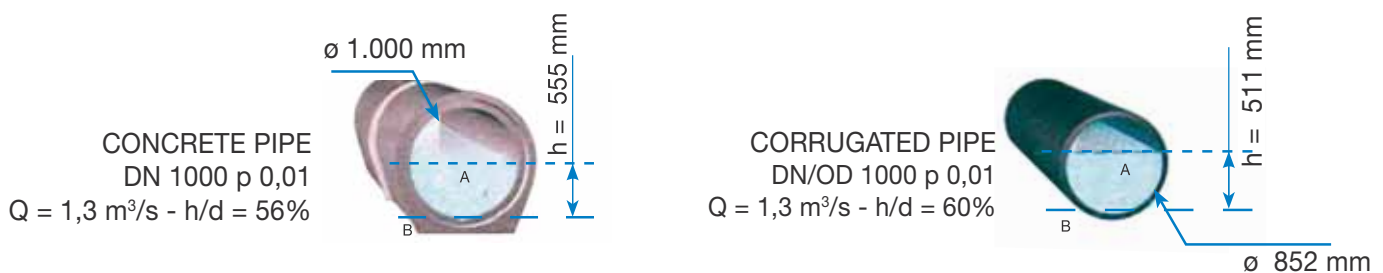 ø 1.000 mm
h = 555 mm
CONCRETE PIPE
DN 1000 p 0,01
Q = 1,3 m³/s - h/d = 56%
A
B
h = 511 mm
CORRUGATED PIPE
DN/OD 1000 p 0,01
Q = 1,3 m³/s - h/d = 60%
A
B
ø 852 mm